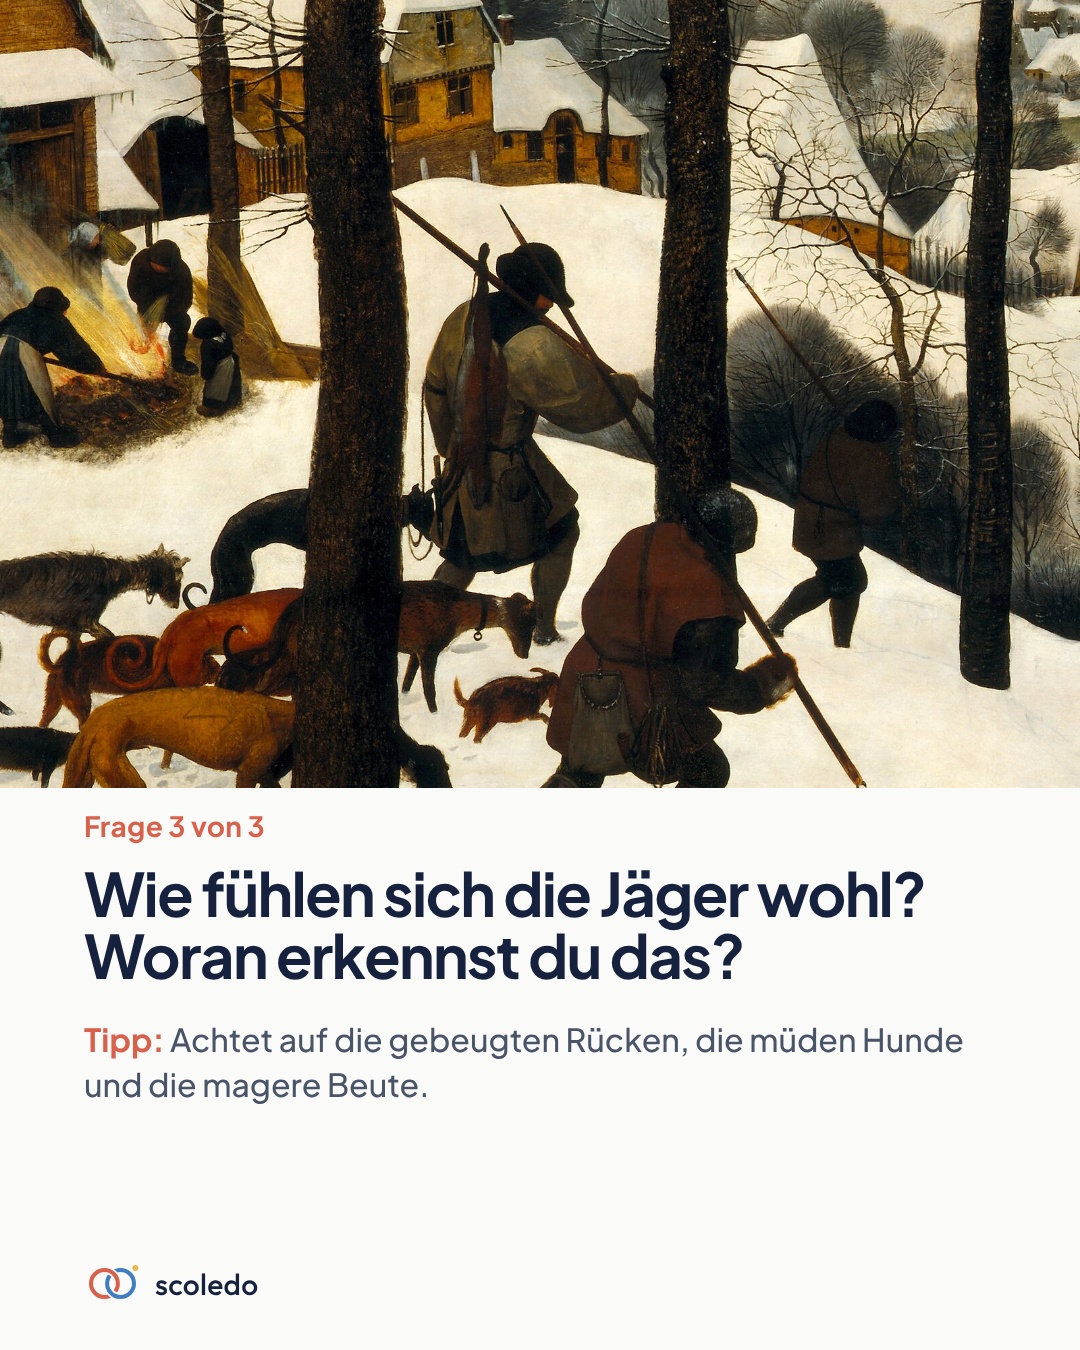 Frage 3 von 3
Wie fühlen sich die Jäger wohl?
Woran erkennst du das?
Tipp: Achtet auf die gebeugten Rücken, die müden Hunde
und die magere Beute.
scoledo